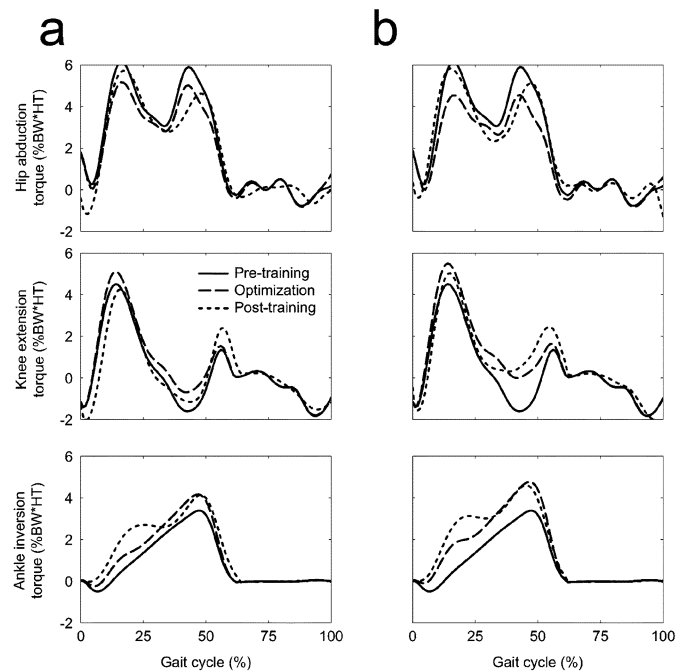 a b
6
4
2
0
-2
Hip abduction
torque (%BW*HT)
6
4
2
0
-2
Knee extension
torque (%BW*HT)
Pre-training
Optimization
Post-training
6
4
2
0
-2
Ankle inversion
torque (%BW*HT)
0 25 50 75 100 0 25 50 75 100
Gait cycle (%) Gait cycle (%)